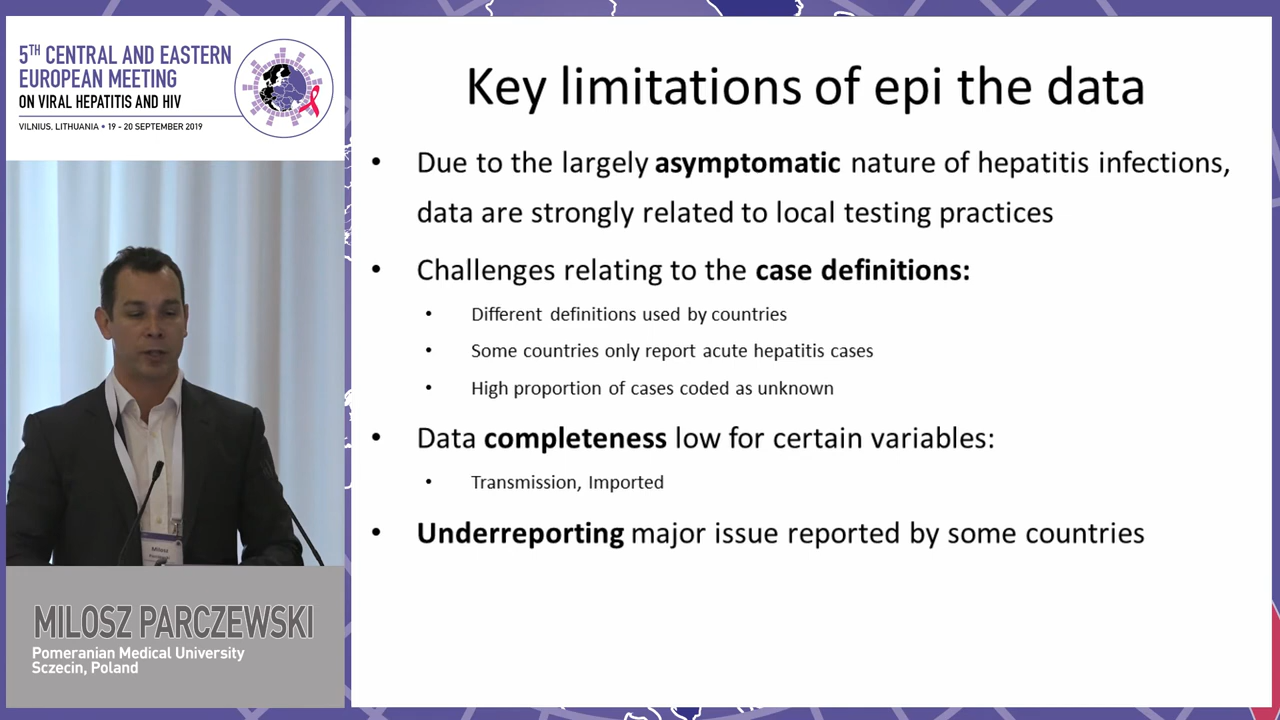 5TH CENTRAL AND EASTERN
EUROPEAN MEETING
ON VIRAL HEPATITIS AND HIV
VILNIUS, LITHUANIA • 19 - 20 SEPTEMBER 2019
Milosz
MILOSZ PARCZEWSKI
Pomeranian Medical University
Sczecin, Poland
Key limitations of epi the data
• Due to the largely asymptomatic nature of hepatitis infections,
data are strongly related to local testing practices
• Challenges relating to the case definitions:
• Different definitions used by countries
• Some countries only report acute hepatitis cases
• High proportion of cases coded as unknown
• Data completeness low for certain variables:
• Transmission, Imported
• Underreporting major issue reported by some countries